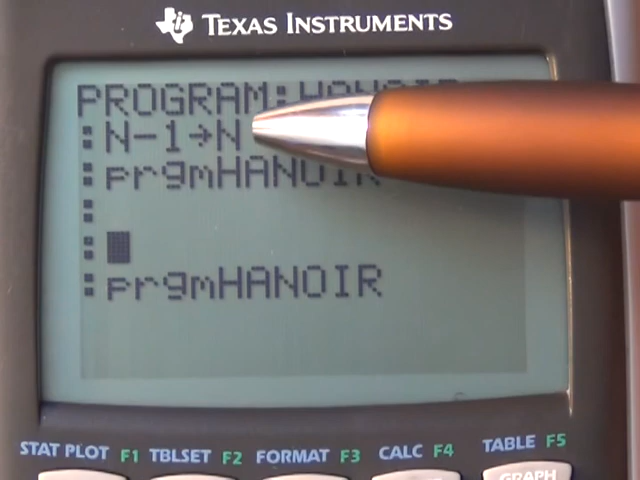 TEXAS INSTRUMENTS
PROGRAM:HANOIR
:N-1→N
:prgmHANOIR
:
:
:prgmHANOIR
STAT PLOT F1 TBLSET F2 FORMAT F3 CALC F4 TABLE F5
GRAPH